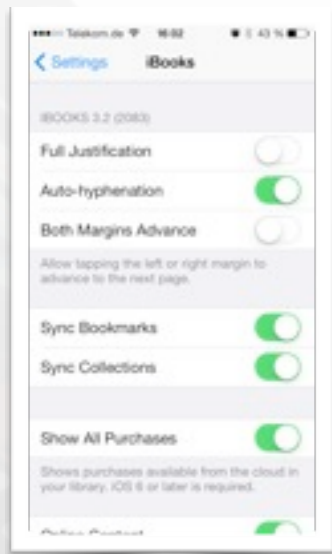 Telekom.de 16:02 43 %
Settings iBooks
IBOOKS 3.2 (2083)
Full Justification
Auto-hyphenation
Both Margins Advance
Allow tapping the left or right margin to
advance to the next page.
Sync Bookmarks
Sync Collections
Show All Purchases
Shows purchases available from the cloud in
your library. iOS 6 or later is required.
Online Content